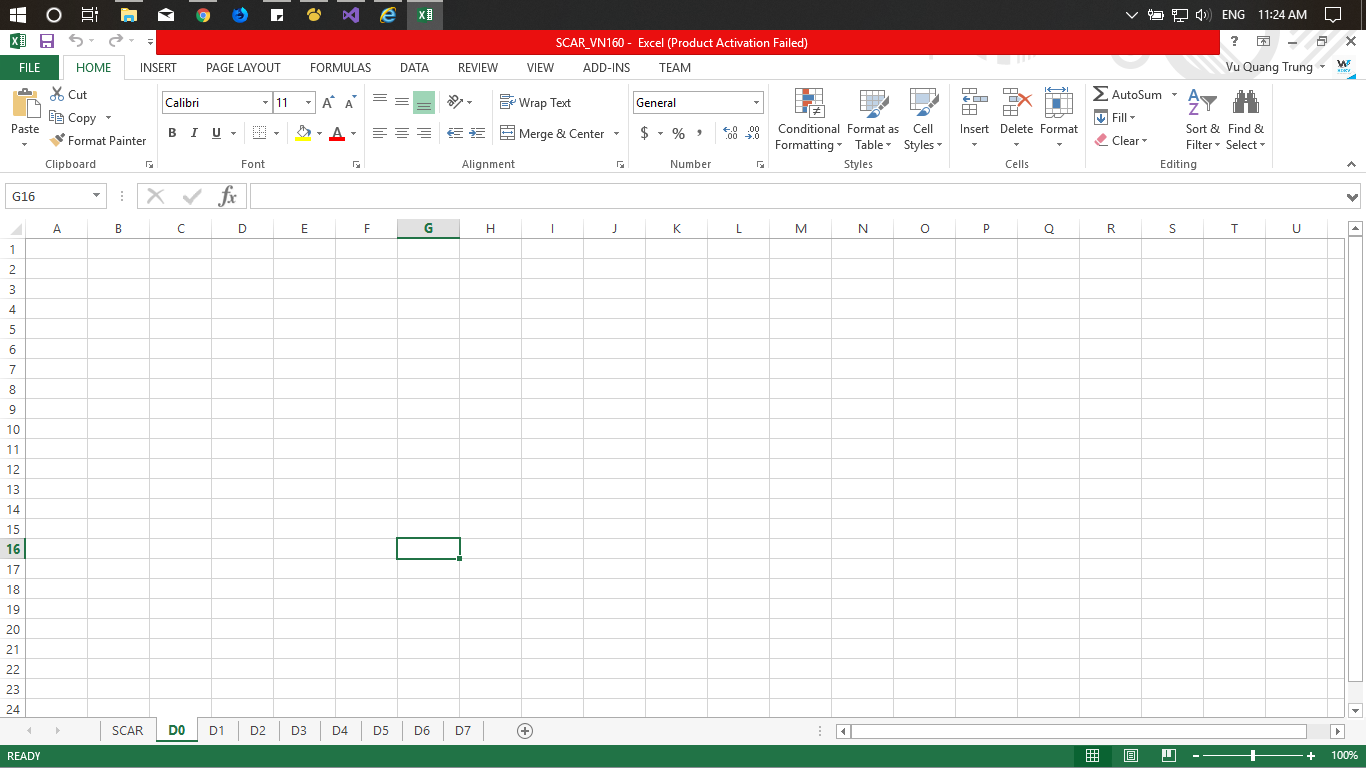 ENG 11:24 AM
SCAR_VN160 - Excel (Product Activation Failed)
?
FILE HOME INSERT PAGE LAYOUT FORMULAS DATA REVIEW VIEW ADD-INS TEAM Vu Quang Trung
Cut
Copy
Format Painter
Paste
Clipboard
Calibri 11 A A
B I U A
Font
Wrap Text
Merge & Center
Alignment
General
$ % ,
Number
Conditional Formatting
Format as Table
Cell Styles
Styles
Insert Delete Format
Cells
AutoSum
Fill
Clear
Sort & Filter
Find & Select
Editing
G16 fx
A B C D E F G H I J K L M N O P Q R S T U
1
2
3
4
5
6
7
8
9
10
11
12
13
14
15
16
17
18
19
20
21
22
23
24
SCAR D0 D1 D2 D3 D4 D5 D6 D7
READY 100%